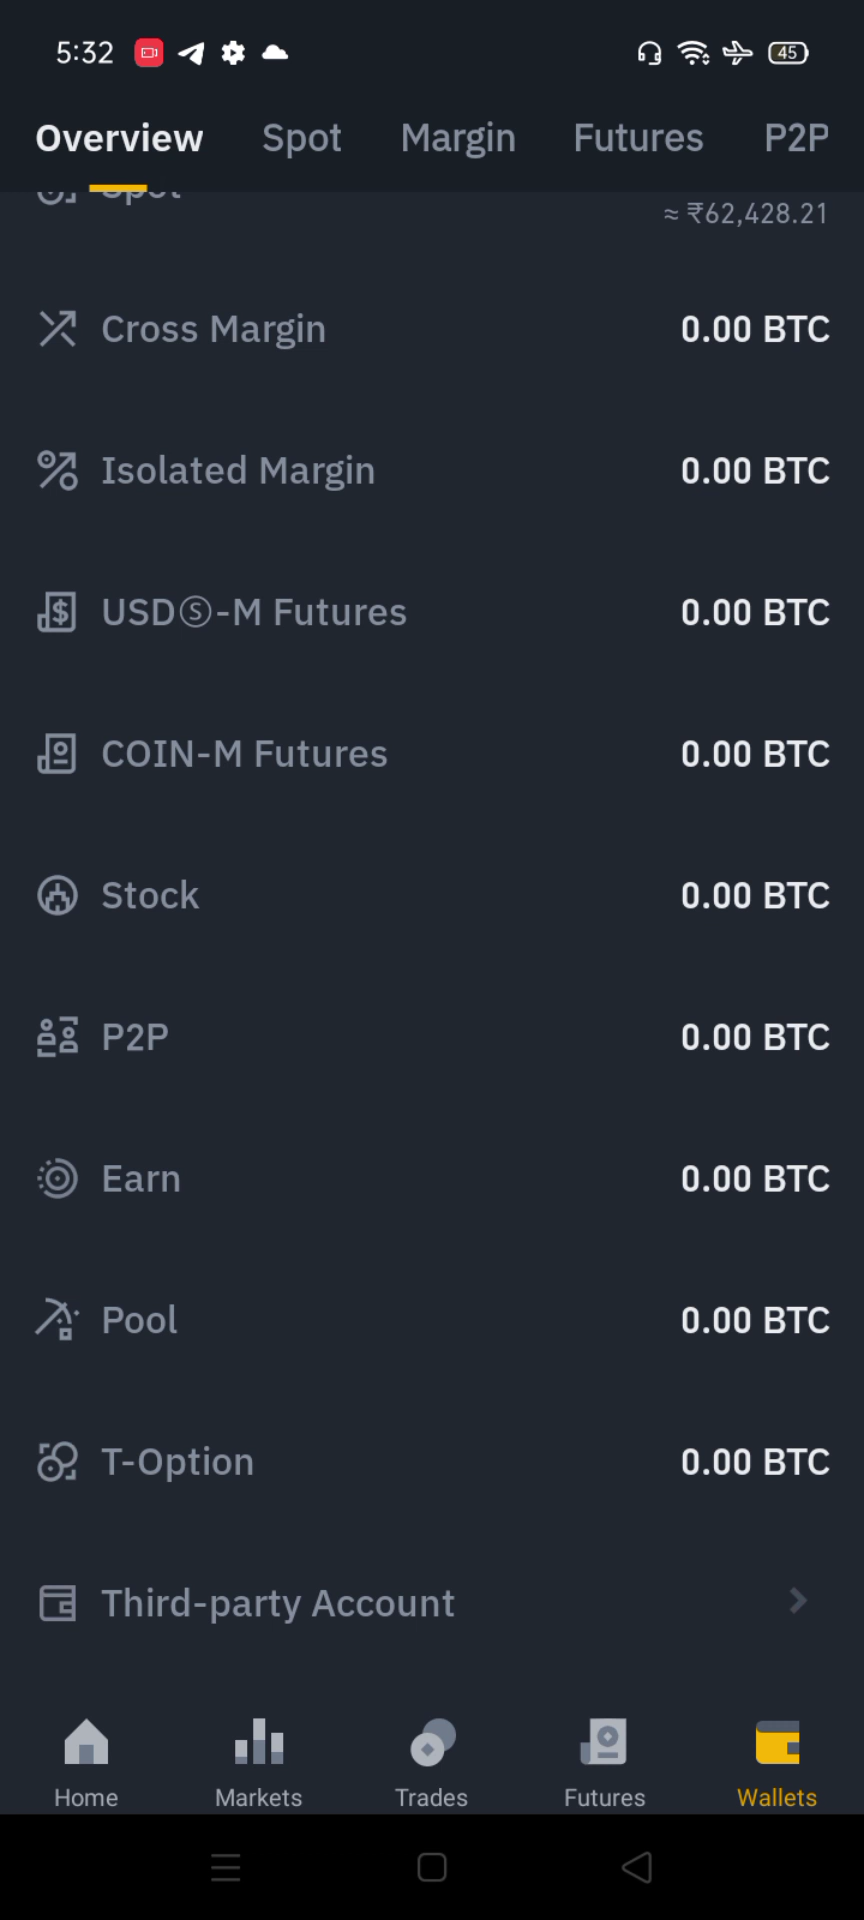 5:32
45
Overview Spot Margin Futures P2P
Spot
≈ ₹62,428.21
Cross Margin 0.00 BTC
Isolated Margin 0.00 BTC
USDⓈ-M Futures 0.00 BTC
COIN-M Futures 0.00 BTC
Stock 0.00 BTC
P2P 0.00 BTC
Earn 0.00 BTC
Pool 0.00 BTC
T-Option 0.00 BTC
Third-party Account
Home Markets Trades Futures Wallets